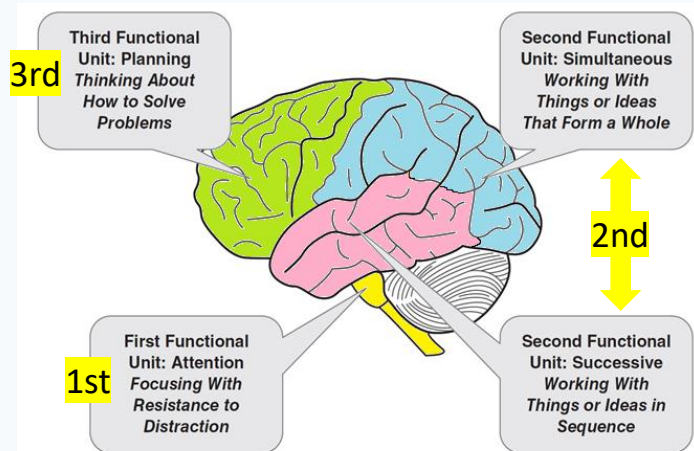 3rd
Third Functional
Unit: Planning
Thinking About
How to Solve
Problems
Second Functional
Unit: Simultaneous
Working With
Things or Ideas
That Form a Whole
2nd
1st
First Functional
Unit: Attention
Focusing With
Resistance to
Distraction
Second Functional
Unit: Successive
Working With
Things or Ideas in
Sequence